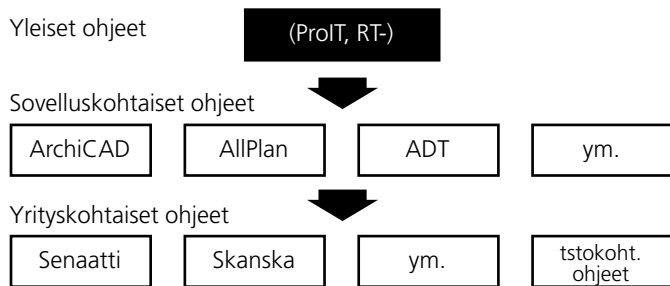 Yleiset ohjeet
(ProIT, RT-)
Sovelluskohtaiset ohjeet
ArchiCAD
AllPlan
ADT
ym.
Yrityskohtaiset ohjeet
Senaatti
Skanska
ym.
tstokoht.
ohjeet